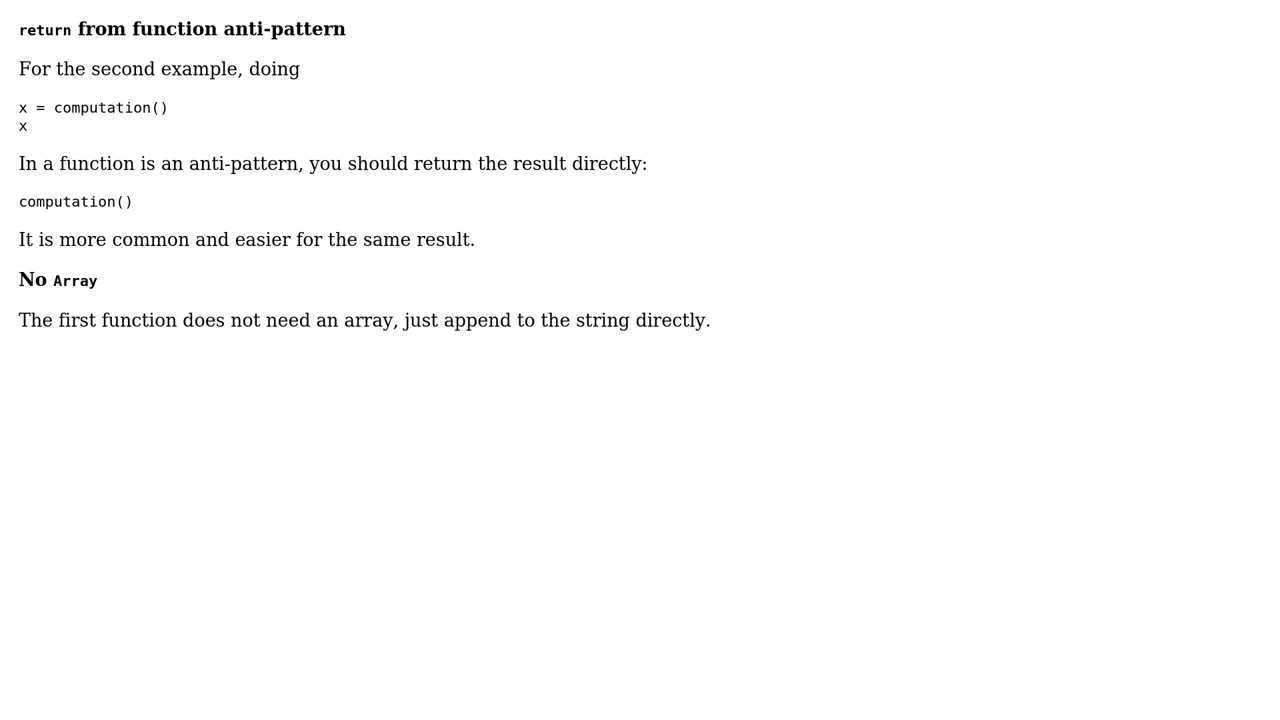 return from function anti-pattern
For the second example, doing
x = computation()
x
In a function is an anti-pattern, you should return the result directly:
computation()
It is more common and easier for the same result.
No Array
The first function does not need an array, just append to the string directly.